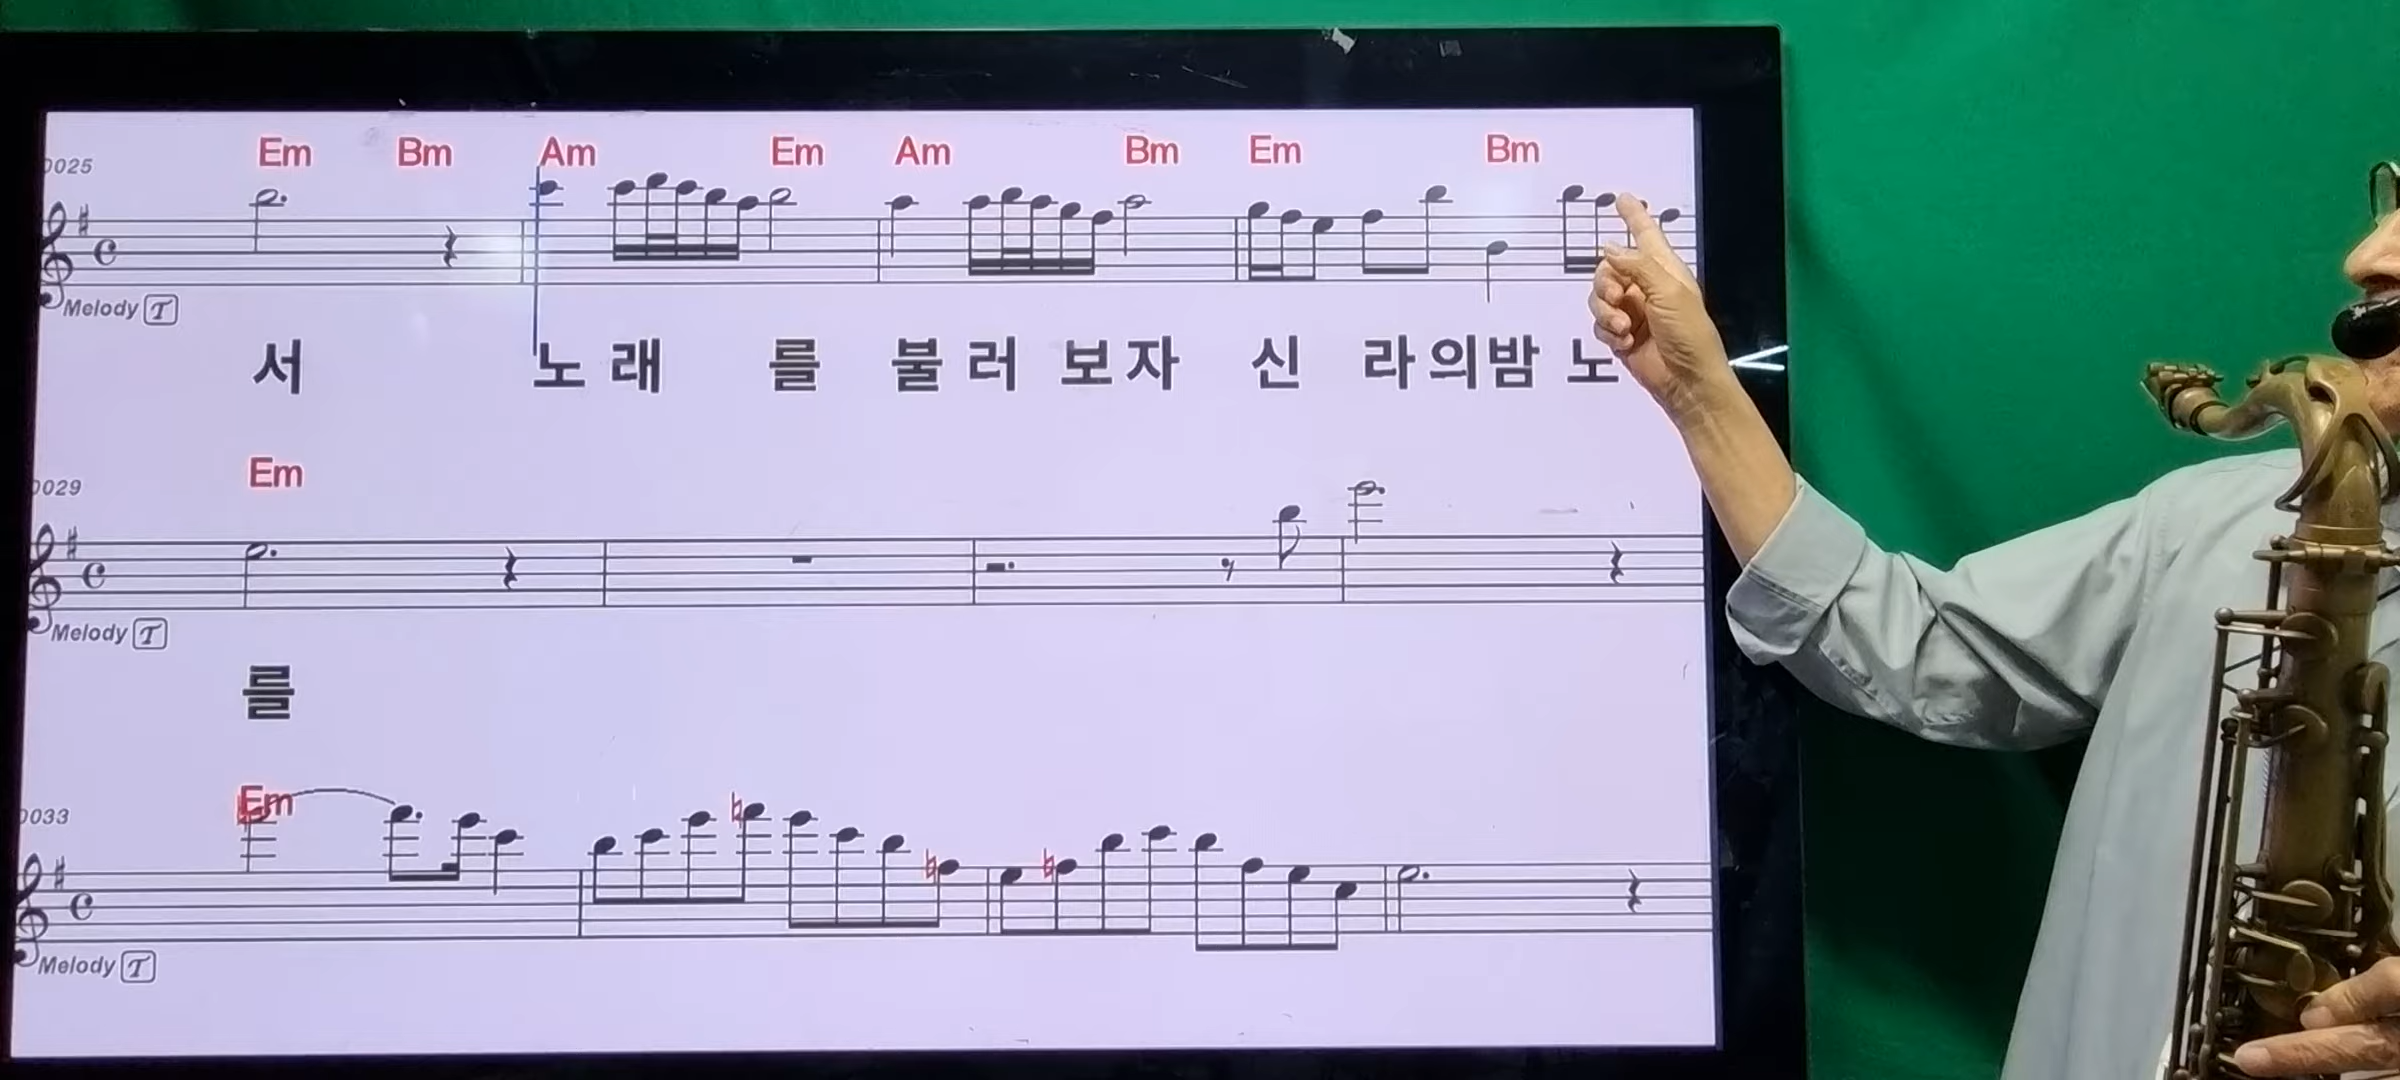 Em Bm Am Em Am Bm Em Bm
0025
Melody T
서 노 래 를 불 러 보 자 신 라 의 밤 노
Em
0029
Melody T
를
Em
0033
Melody T